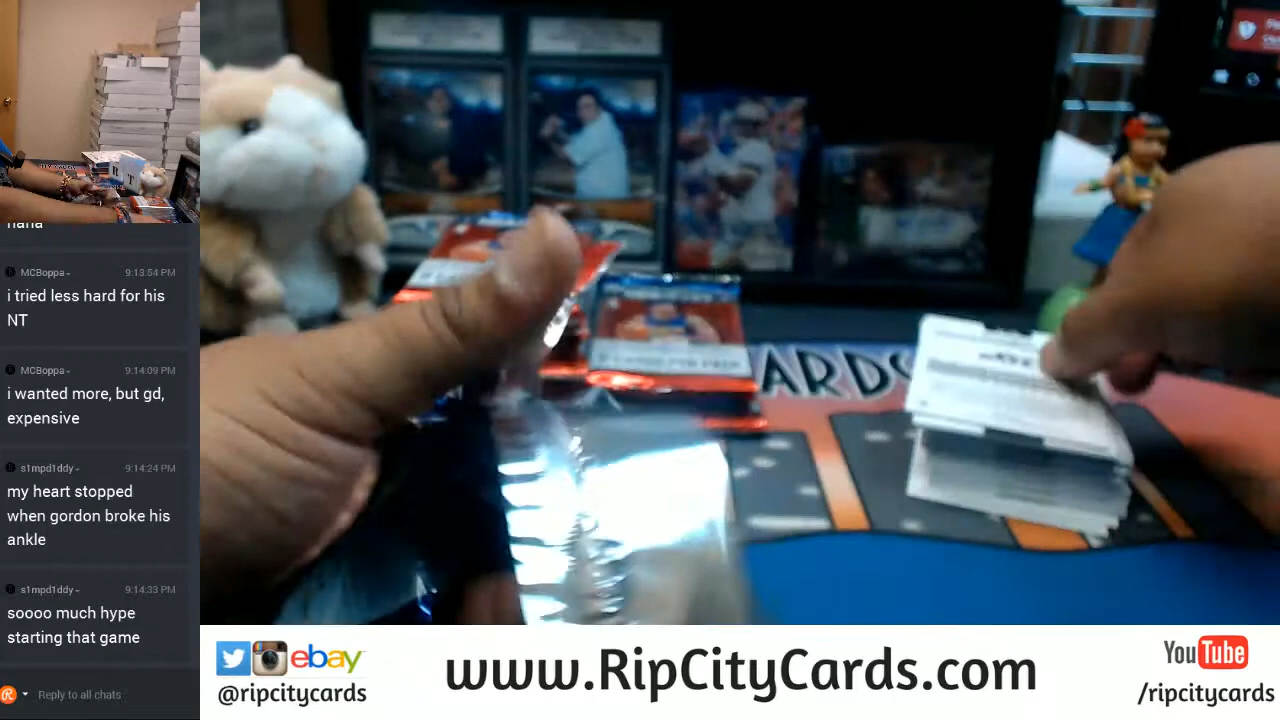 MCBoppa 9:13:54 PM
i tried less hard for his
NT
MCBoppa 9:14:09 PM
i wanted more, but gd,
expensive
s1mpd1ddy 9:14:24 PM
my heart stopped
when gordon broke his
ankle
s1mpd1ddy 9:14:33 PM
soooo much hype
starting that game
Reply to all chats
ARDS
ebay
@ripcitycards
www.RipCityCards.com
YouTube
/ripcitycards